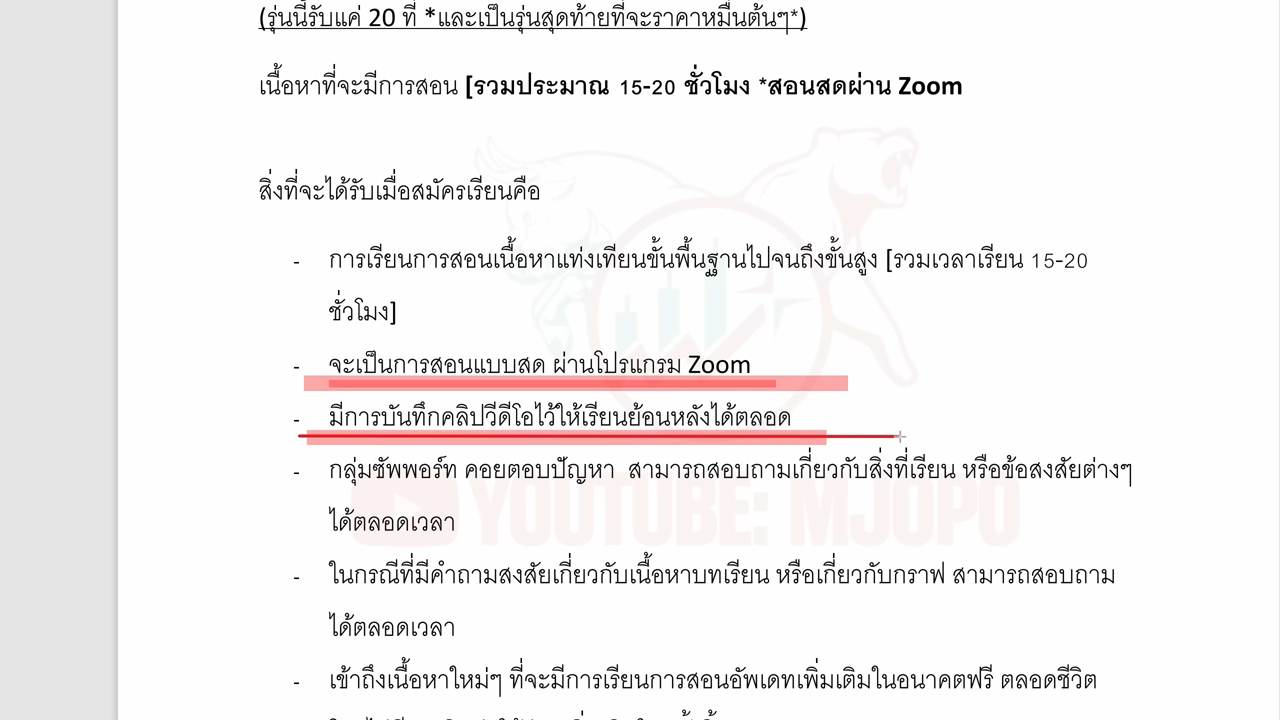 (รุ่นนี้รับแค่ 20 ที่ *และเป็นรุ่นสุดท้ายที่จะราคาหมื่นต้นๆ*)
เนื้อหาที่จะมีการสอน [รวมประมาณ 15-20 ชั่วโมง *สอนสดผ่าน Zoom
สิ่งที่จะได้รับเมื่อสมัครเรียนคือ
- การเรียนการสอนเนื้อหาแท่งเทียนขั้นพื้นฐานไปจนถึงขั้นสูง [รวมเวลาเรียน 15-20
ชั่วโมง]
- จะเป็นการสอนแบบสด ผ่านโปรแกรม Zoom
- มีการบันทึกคลิปวีดีโอไว้ให้เรียนย้อนหลังได้ตลอด
- กลุ่มซัพพอร์ท คอยตอบปัญหา สามารถสอบถามเกี่ยวกับสิ่งที่เรียน หรือข้อสงสัยต่างๆ
YOUTUBE: MJOPO
ได้ตลอดเวลา
- ในกรณีที่มีคำถามสงสัยเกี่ยวกับเนื้อหาบทเรียน หรือเกี่ยวกับกราฟ สามารถสอบถาม
ได้ตลอดเวลา
- เข้าถึงเนื้อหาใหม่ๆ ที่จะมีการเรียนการสอนอัพเดทเพิ่มเติมในอนาคตฟรี ตลอดชีวิต